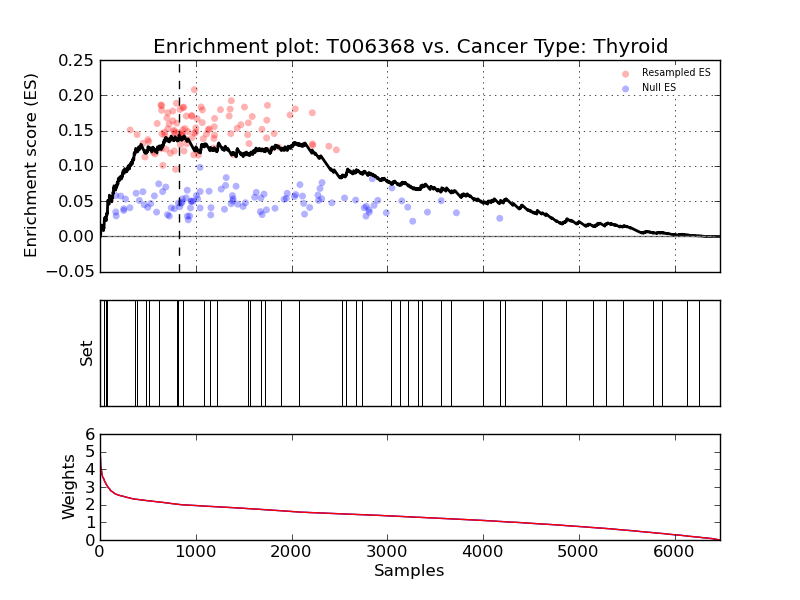 Enrichment plot: T006368 vs. Cancer Type: Thyroid
Enrichment score (ES)
0.25
0.20
0.15
0.10
0.05
0.00
−0.05
Resampled ES
Null ES
Set
Weights
6
5
4
3
2
1
0
0 1000 2000 3000 4000 5000 6000
Samples